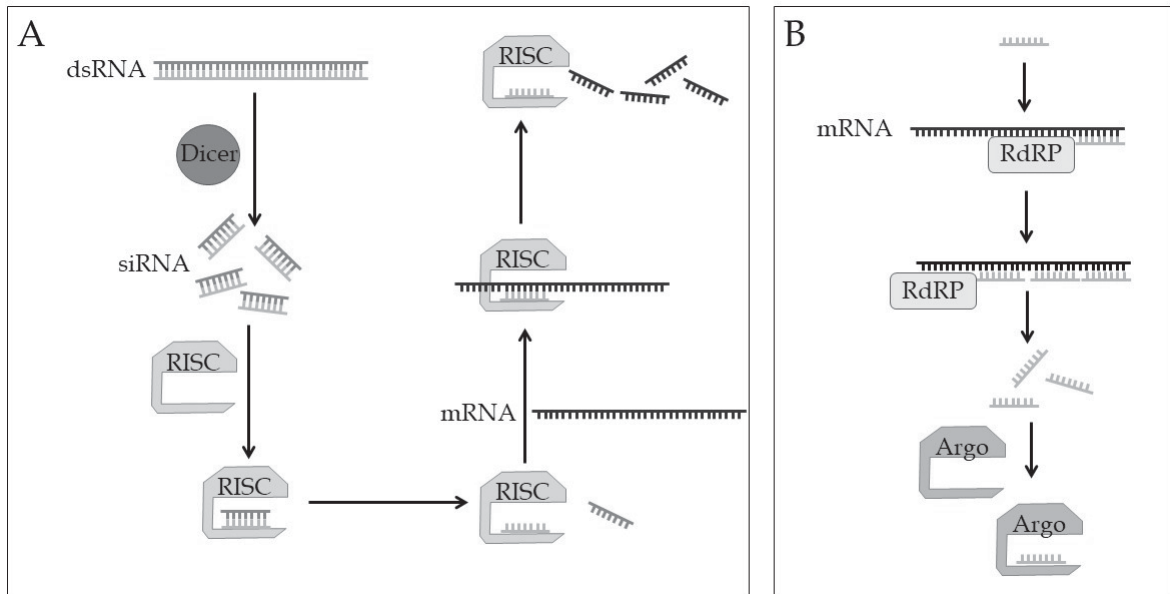 A
dsRNA
Dicer
siRNA
RISC
RISC
RISC
mRNA
RISC
RISC
B
mRNA
RdRP
RdRP
Argo
Argo